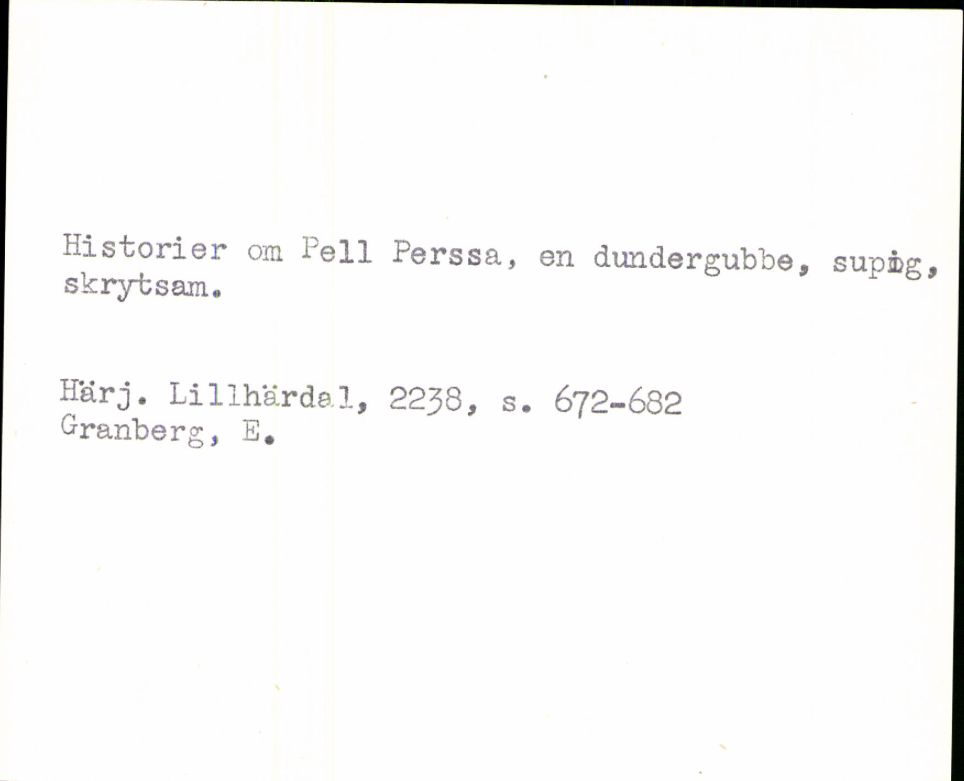 Historier om Pell Perssa, en dundergubbe, supig,
skrytsam.
Härj. Lillhärdal, 2238, s. 672-682
Granberg, E.